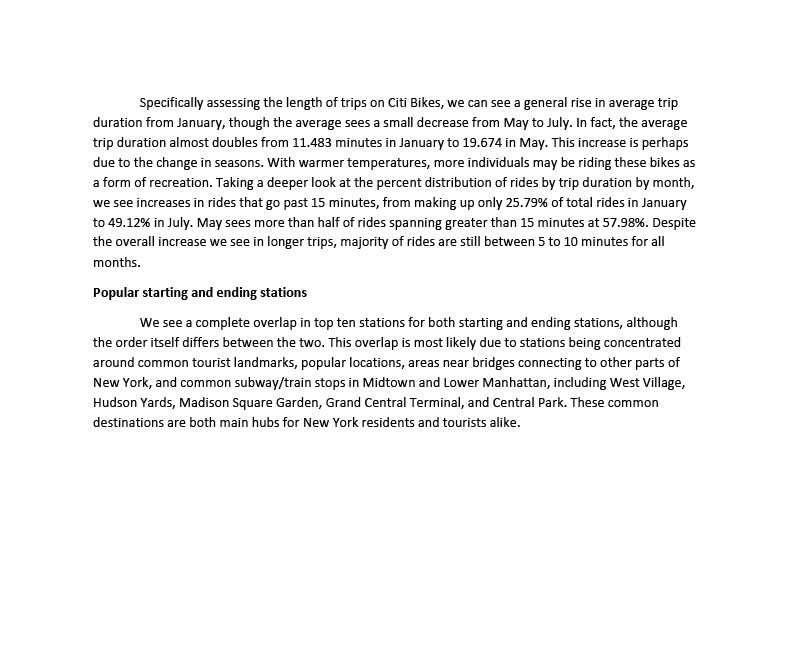 Specifically assessing the length of trips on Citi Bikes, we can see a general rise in average trip
duration from January, though the average sees a small decrease from May to July. In fact, the average
trip duration almost doubles from 11.483 minutes in January to 19.674 in May. This increase is perhaps
due to the change in seasons. With warmer temperatures, more individuals may be riding these bikes as
a form of recreation. Taking a deeper look at the percent distribution of rides by trip duration by month,
we see increases in rides that go past 15 minutes, from making up only 25.79% of total rides in January
to 49.12% in July. May sees more than half of rides spanning greater than 15 minutes at 57.98%. Despite
the overall increase we see in longer trips, majority of rides are still between 5 to 10 minutes for all
months.
Popular starting and ending stations
We see a complete overlap in top ten stations for both starting and ending stations, although
the order itself differs between the two. This overlap is most likely due to stations being concentrated
around common tourist landmarks, popular locations, areas near bridges connecting to other parts of
New York, and common subway/train stops in Midtown and Lower Manhattan, including West Village,
Hudson Yards, Madison Square Garden, Grand Central Terminal, and Central Park. These common
destinations are both main hubs for New York residents and tourists alike.